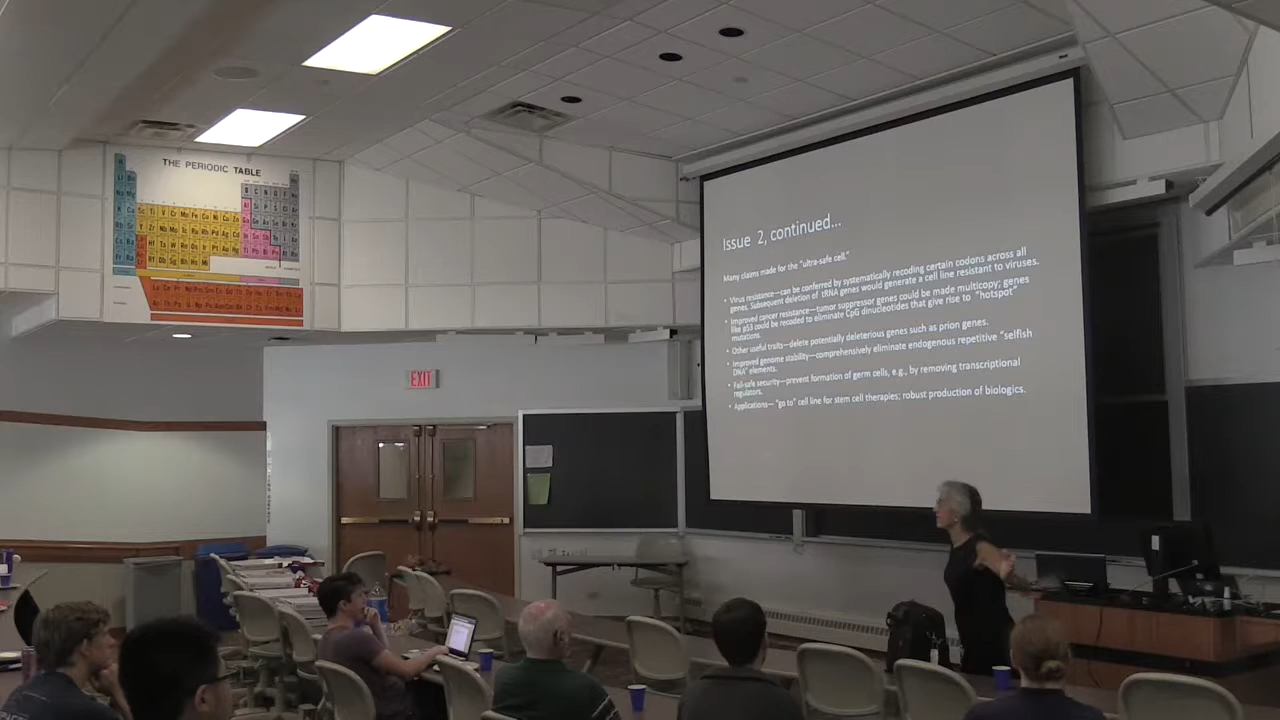 THE PERIODIC TABLE
EXIT
Issue 2, continued...
Many claims made for the "ultra-safe cell."
• Virus resistance—can be conferred by systematically recoding certain codons across all
genes. Subsequent deletion of tRNA genes would generate a cell line resistant to viruses.
• Improved cancer resistance—tumor suppressor genes could be made multicopy; genes
like p53 could be recoded to eliminate CpG dinucleotides that give rise to "hotspot"
mutations.
• Other useful traits—delete potentially deleterious genes such as prion genes.
• Improved genome stability—comprehensively eliminate endogenous repetitive "selfish
DNA" elements.
• Fail-safe security—prevent formation of germ cells, e.g., by removing transcriptional
regulators.
• Applications— "go to" cell line for stem cell therapies; robust production of biologics.